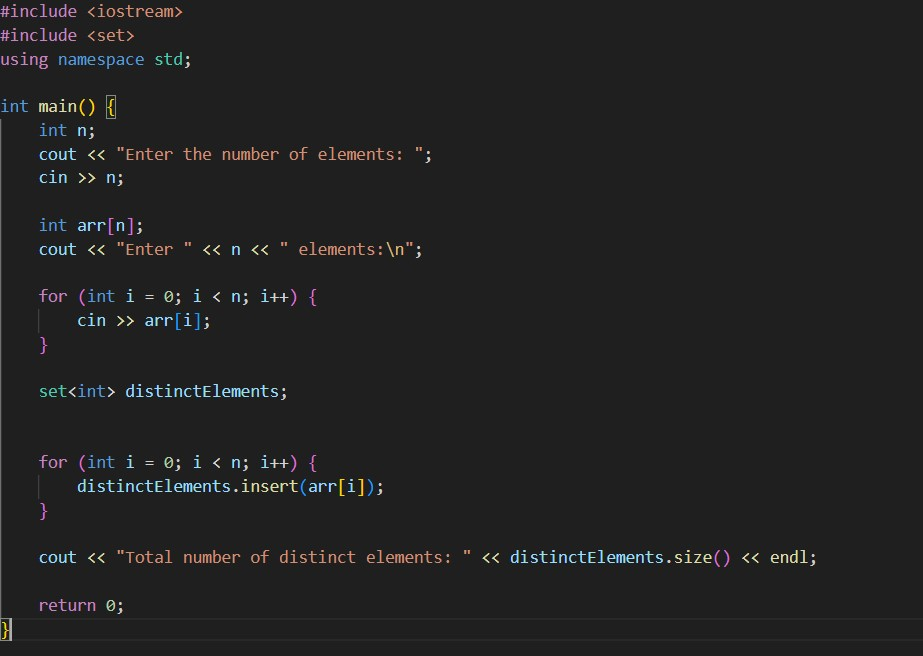 #include <iostream>
#include <set>
using namespace std;

int main() {
    int n;
    cout << "Enter the number of elements: ";
    cin >> n;

    int arr[n];
    cout << "Enter " << n << " elements:\n";

    for (int i = 0; i < n; i++) {
        cin >> arr[i];
    }

    set<int> distinctElements;


    for (int i = 0; i < n; i++) {
        distinctElements.insert(arr[i]);
    }

    cout << "Total number of distinct elements: " << distinctElements.size() << endl;

    return 0;
}